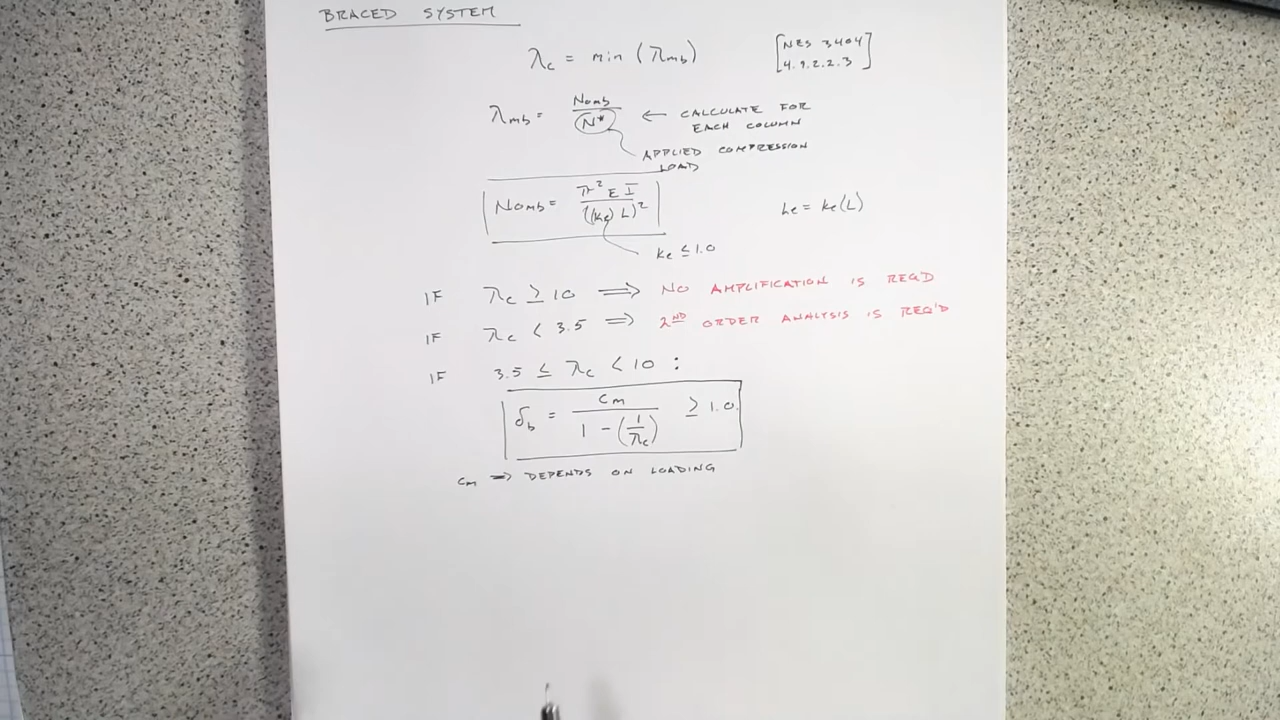 BRACED SYSTEM
λc = min (λmb) [NZS 3404
4.9.2.2.3]
λmb = Nomb / N* ← CALCULATE FOR
EACH COLUMN
APPLIED COMPRESSION
LOAD
Nomb = π² E I / ((ke) L)² Le = ke(L)
ke ≤ 1.0
IF λc ≥ 10 ⟹ NO AMPLIFICATION IS REQD
IF λc < 3.5 ⟹ 2ND ORDER ANALYSIS IS REQ'D
IF 3.5 ≤ λc < 10 :
δb = cm / 1 - (1/λc) ≥ 1.0
cm ⟹ DEPENDS ON LOADING